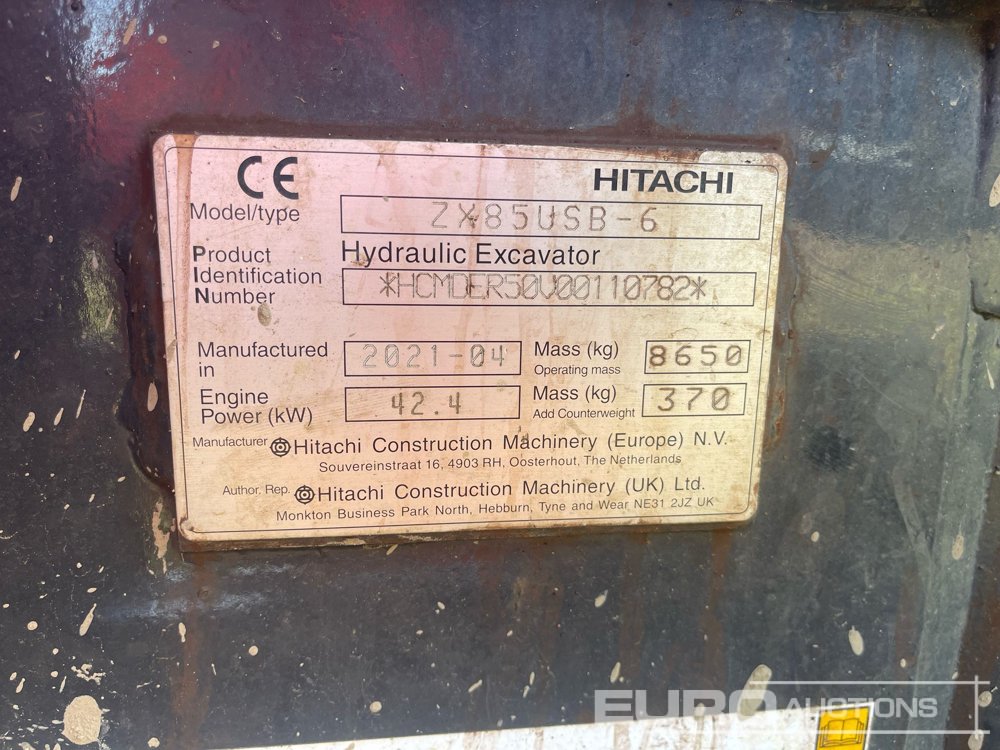 CE HITACHI
Model/type ZX85USB-6
Product Hydraulic Excavator
Identification *HCMDER50V00110782*
Number
Manufactured in 2021-04 Mass (kg) Operating mass 8650
Engine Power (kW) 42.4 Mass (kg) Add Counterweight 370
Manufacturer Hitachi Construction Machinery (Europe) N.V.
Souvereinstraat 16, 4903 RH, Oosterhout, The Netherlands
Author. Rep. Hitachi Construction Machinery (UK) Ltd.
Monkton Business Park North, Hebburn, Tyne and Wear NE31 2JZ UK
EURO AUCTIONS